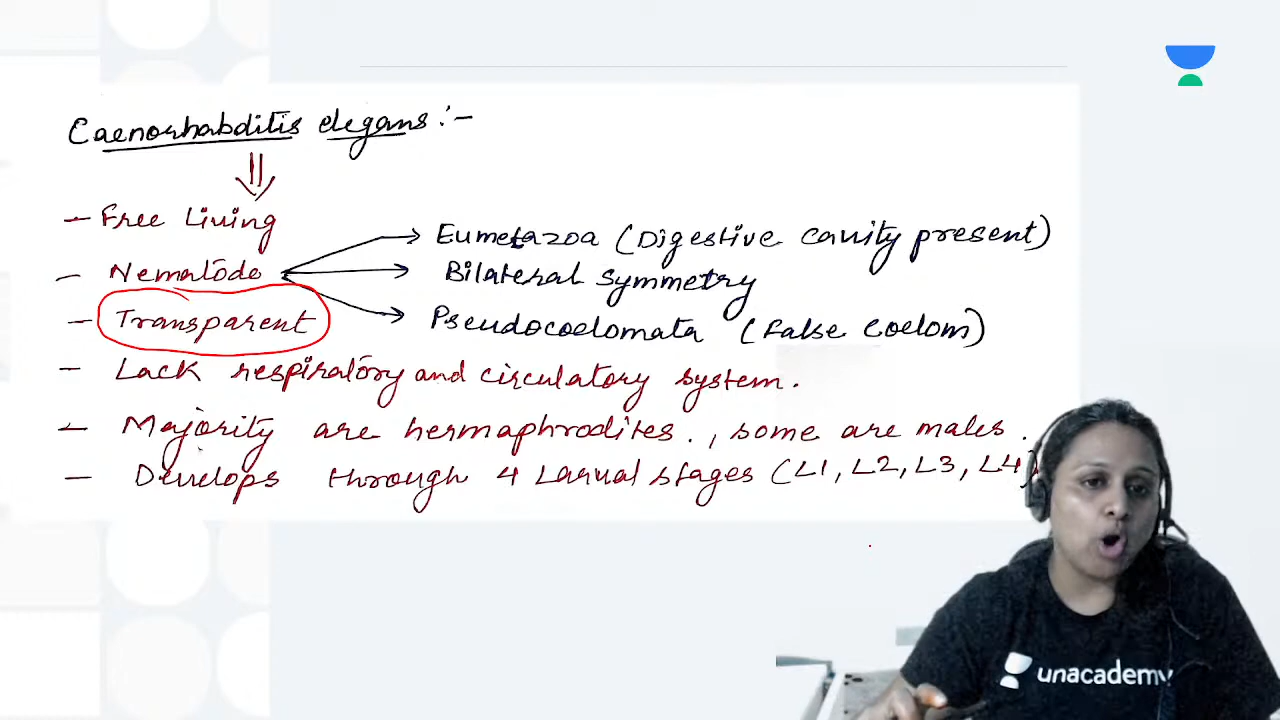 Caenorhabditis elegans :-
- Free Living
- Nematode
Eumetazoa (Digestive cavity present)
Bilateral Symmetry
Pseudocoelomata (False Coelom)
- Transparent
- Lack respiratory and circulatory system.
- Majority are hermaphrodites., some are males.
- Develops through 4 Larval stages (L1, L2, L3, L4)
unacademy